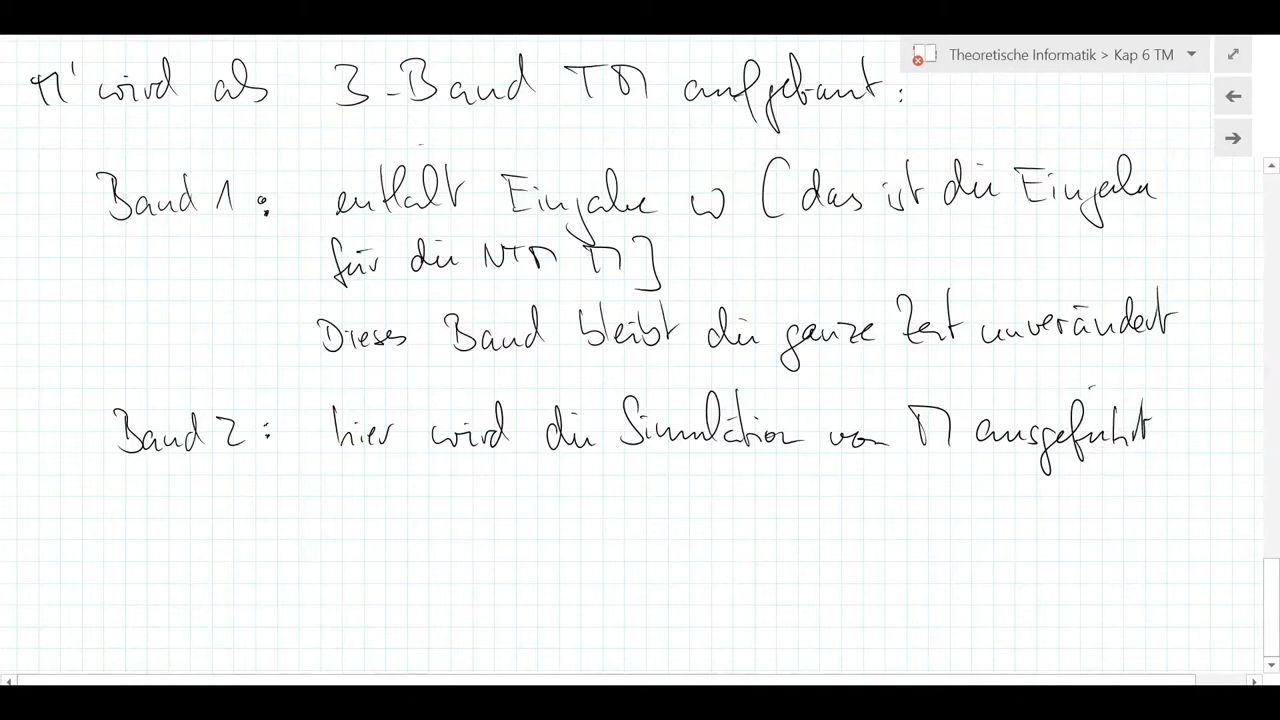 Theoretische Informatik > Kap 6 TM
M' wird als 3-Band TM aufgebaut:
Band 1: enthält Eingabe w (das ist die Eingabe
für die NTM M]
Dieses Band bleibt die ganze Zeit unverändert
Band 2: hier wird die Simulation von M ausgeführt